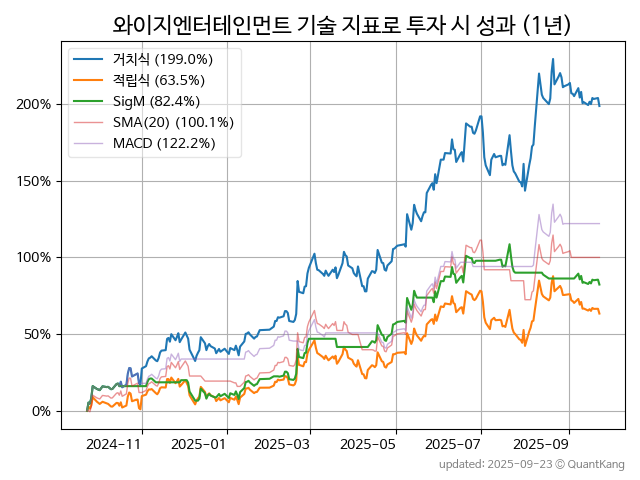 와이지엔터테인먼트 기술 지표로 투자 시 성과 (1년)
거치식 (199.0%)
적립식 (63.5%)
SigM (82.4%)
SMA(20) (100.1%)
MACD (122.2%)
200%
150%
100%
50%
0%
2024-11 2025-01 2025-03 2025-05 2025-07 2025-09
updated: 2025-09-23 © QuantKang